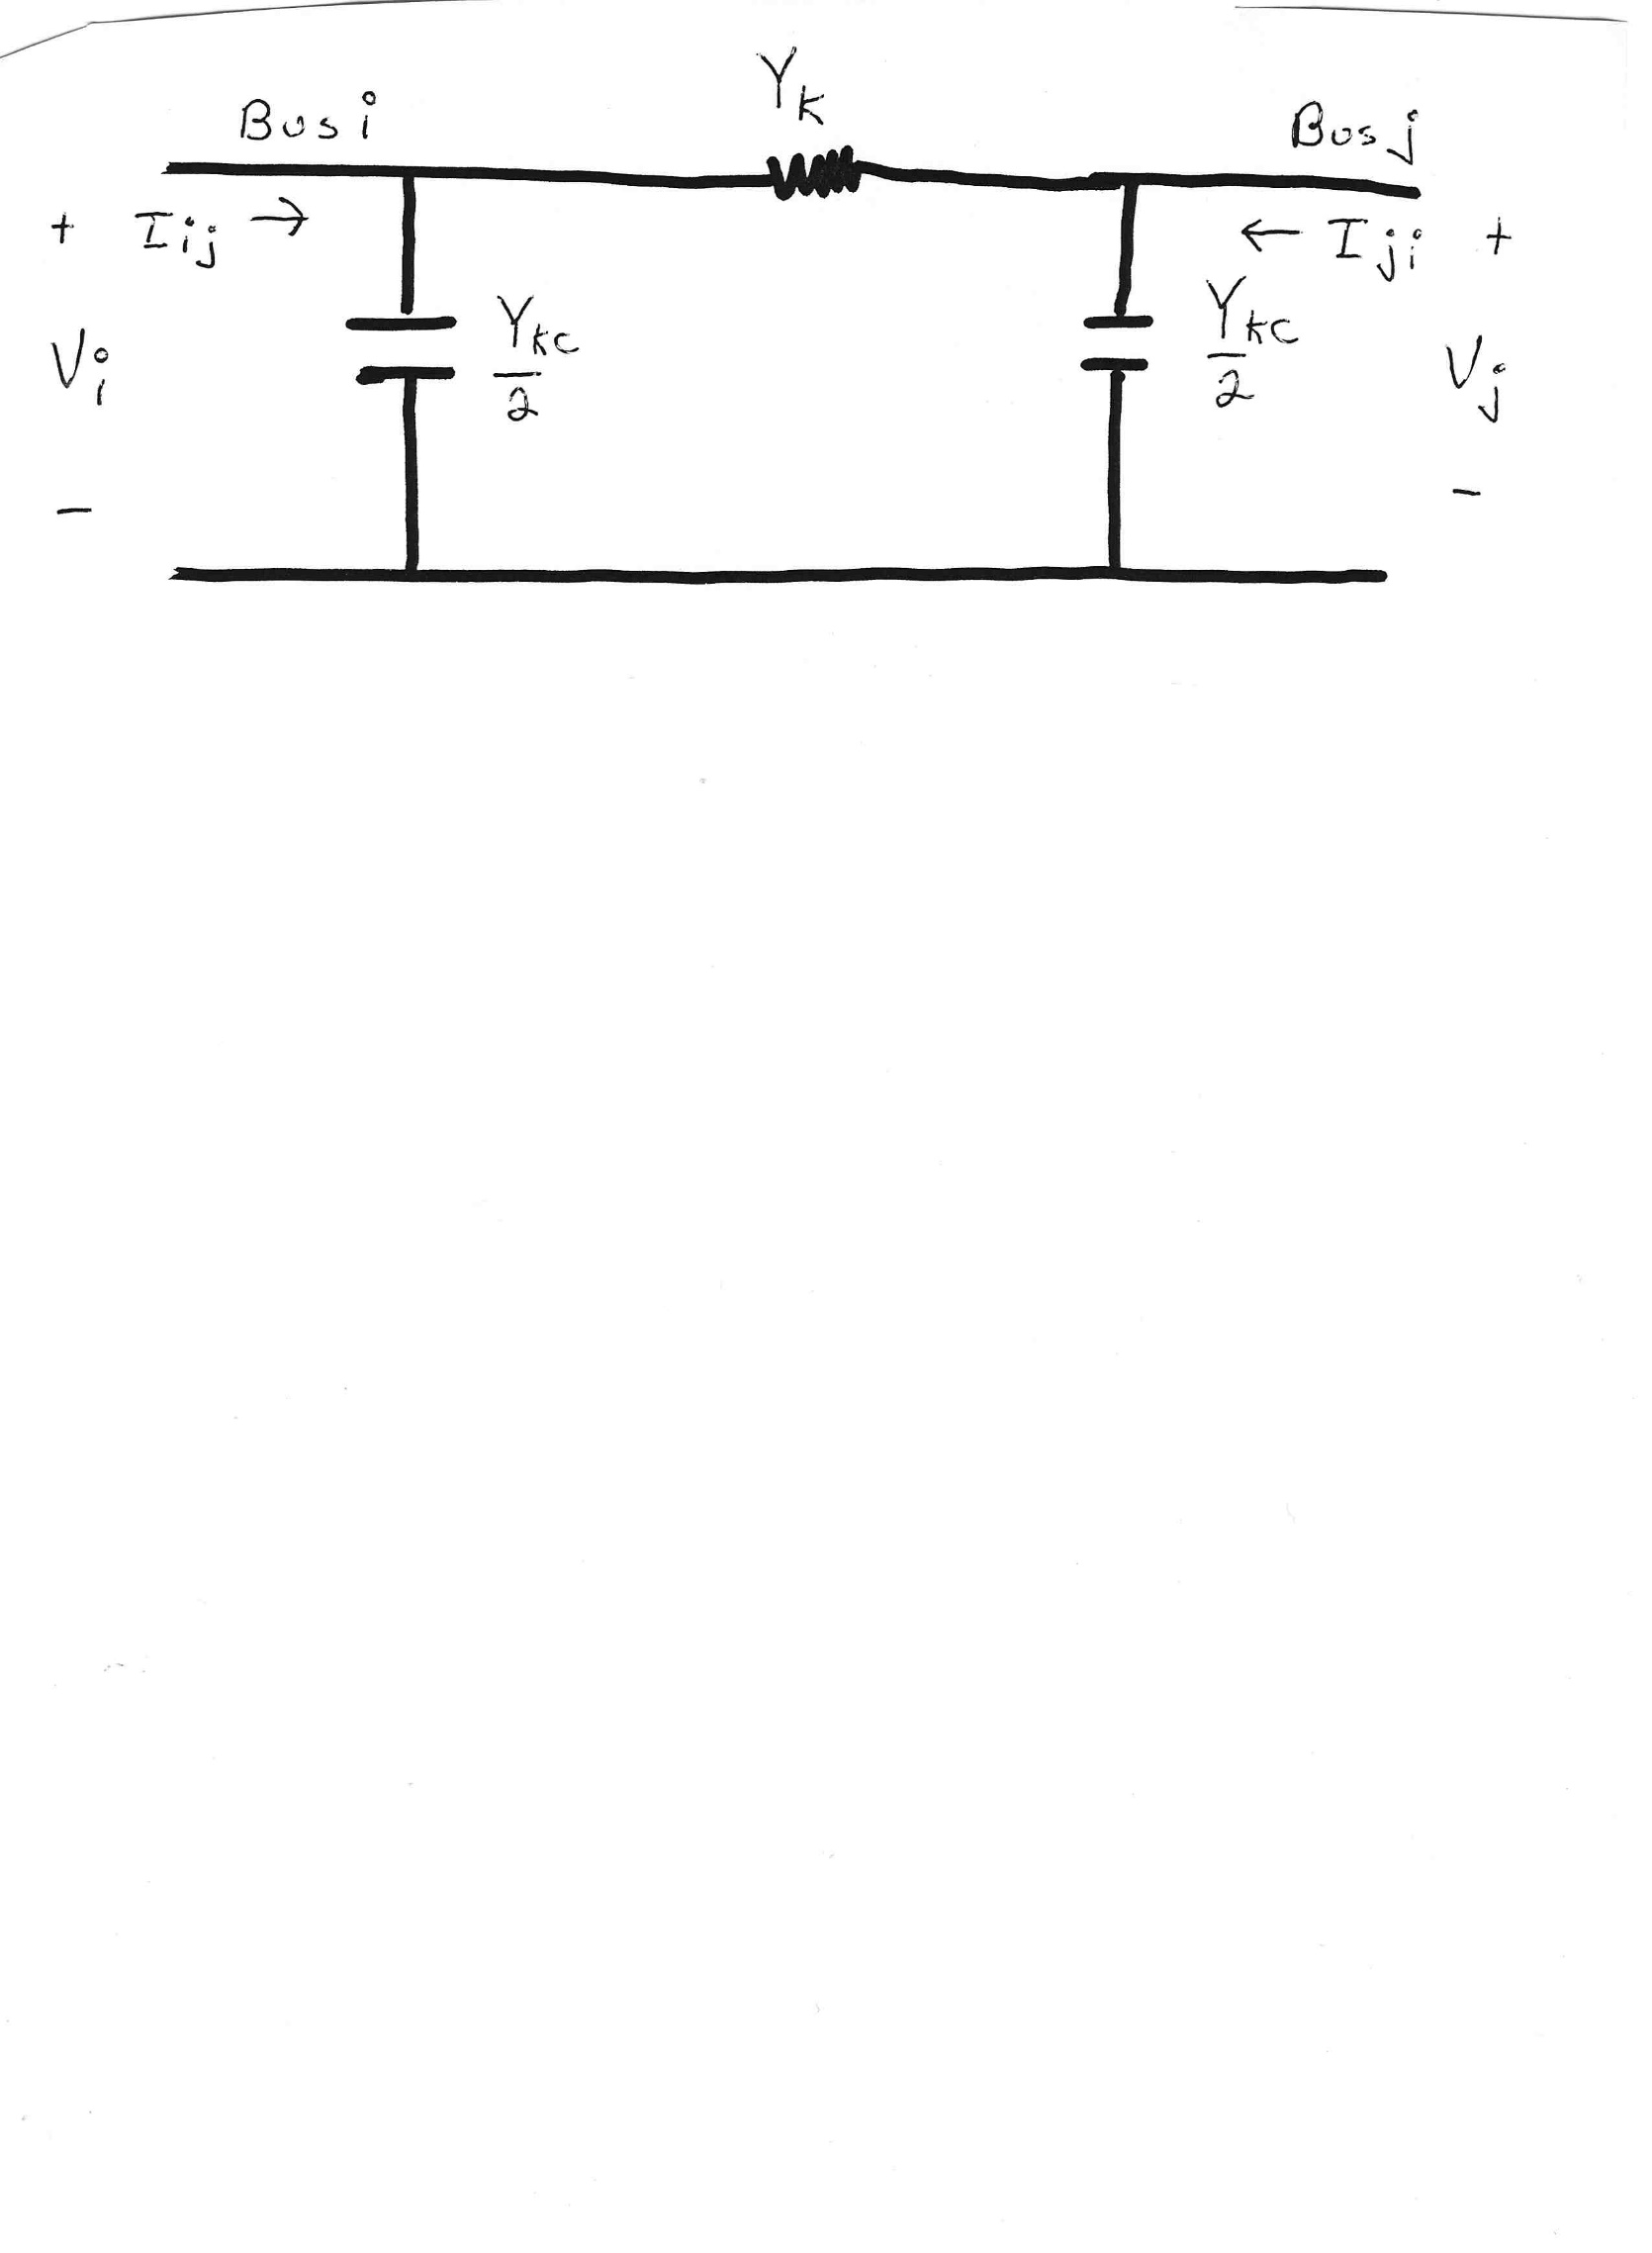 Yk
Bus i
Bus j
+ Iij →
← Iji +
Ykc
2
Ykc
2
Vi
Vj
-
-